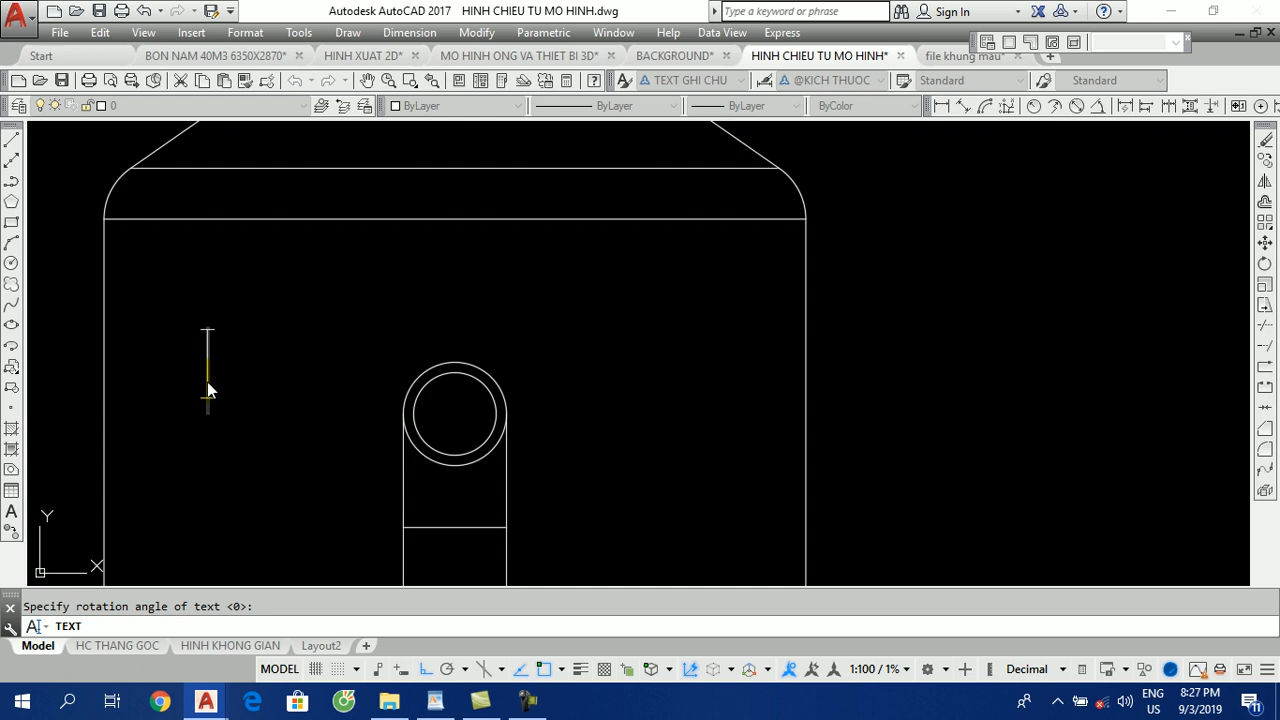 Autodesk AutoCAD 2017 HINH CHIEU TU MO HINH.dwg
Type a keyword or phrase
Sign In
File Edit View Insert Format Tools Draw Dimension Modify Parametric Window Help Data View Express
Start BON NAM 40M3 6350X2870* HINH XUAT 2D* MO HINH ONG VA THIET BI 3D* BACKGROUND* HINH CHIEU TU MO HINH* file khung mau*
TEXT GHI CHU @KICH THUOC Standard Standard
0 ByLayer ByLayer ByLayer ByColor
Y
X
Specify rotation angle of text <0>:
TEXT
Model HC THANG GOC HINH KHONG GIAN Layout2 +
MODEL 1:100 / 1% Decimal
ENG 8:27 PM
US 9/3/2019
11